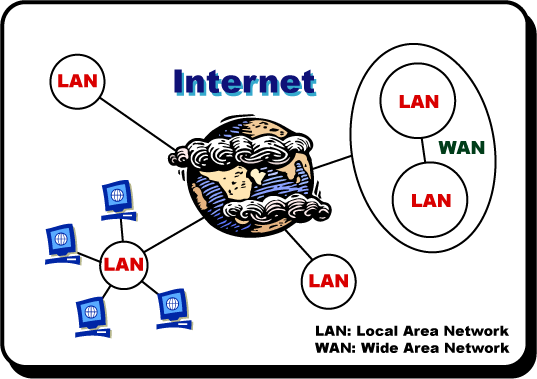 Internet
LAN
LAN
WAN
LAN
LAN
LAN
LAN: Local Area Network
WAN: Wide Area Network